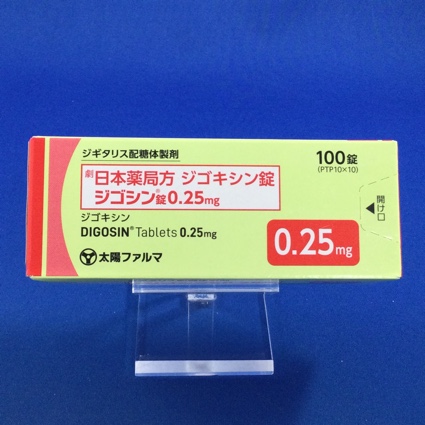 ジギタリス配糖体製剤
100錠
(PTP10×10)
劇 日本薬局方 ジゴキシン錠
ジゴシン®錠0.25mg
開け口
ジゴキシン
DIGOSIN® Tablets 0.25mg
0.25mg
太陽ファルマ